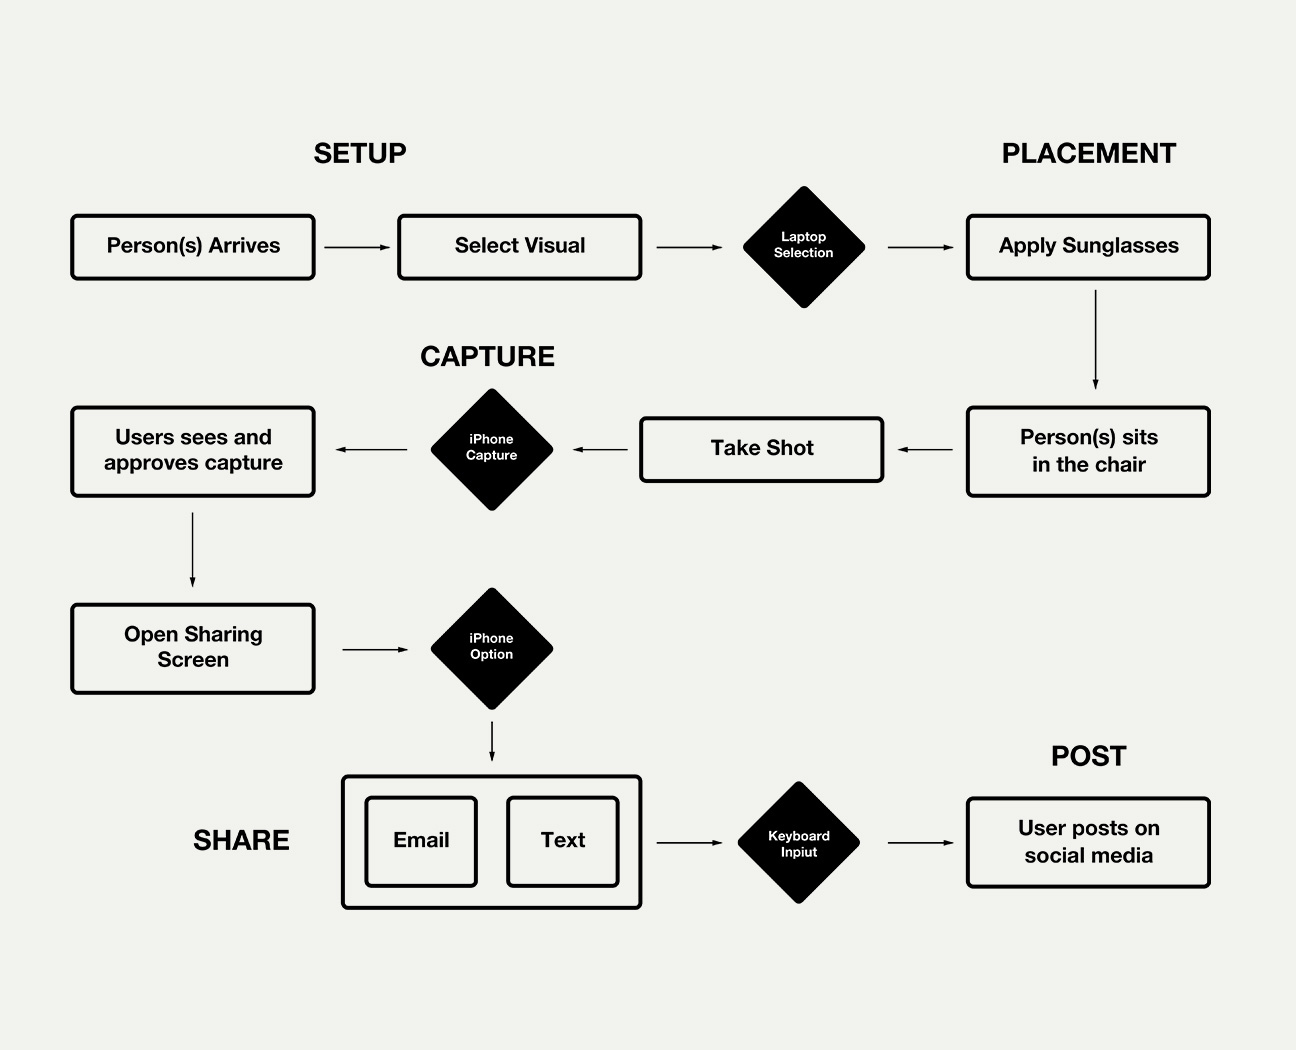 SETUP
PLACEMENT
Person(s) Arrives
Select Visual
Laptop
Selection
Apply Sunglasses
CAPTURE
Users sees and
approves capture
iPhone
Capture
Take Shot
Person(s) sits
in the chair
Open Sharing
Screen
iPhone
Option
POST
SHARE
Email
Text
Keyboard
Inpiut
User posts on
social media